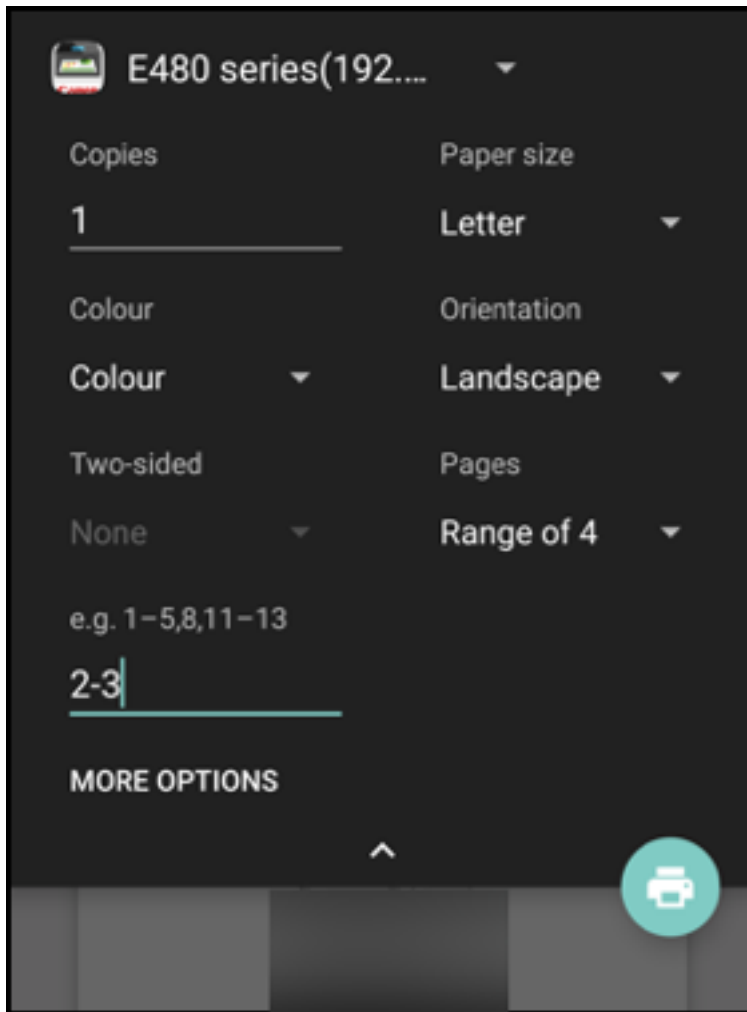 E480 series(192....
Copies
Paper size
1
Letter
Colour
Orientation
Colour
Landscape
Two-sided
Pages
None
Range of 4
e.g. 1–5,8,11–13
2-3
MORE OPTIONS